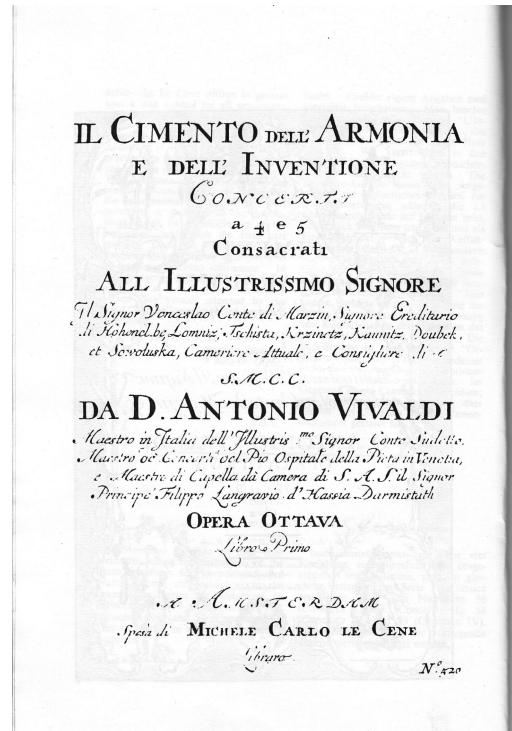 IL CIMENTO DELL' ARMONIA
E DELL' INVENTIONE
CONCERTI
a 4 e 5
Consacrati
ALL ILLUSTRISSIMO SIGNORE
Il Signor Venceslao Conte di Marzin, Signore Ereditario
di Hohenelbe, Lomniz, Tschista, Krzinetz, Kaunitz, Doubek,
et Sowoluska, Cameriere Attuale, e Consigliere di
S.M.C.C.
DA D. ANTONIO VIVALDI
Maestro in Italia dell' Illustris.mo Signor Conte Sudetto,
Maestro de' Concerti del Pio Ospitale della Pieta in Venetia,
e Maestro di Capella dà Camera di S. A. S. il Signor
Principe Filippo Langravio d' Hassia Darmistath
OPERA OTTAVA
Libro Primo
A AMSTERDAM
Spesa di MICHELE CARLO LE CENE
Libraro.
N.º 520